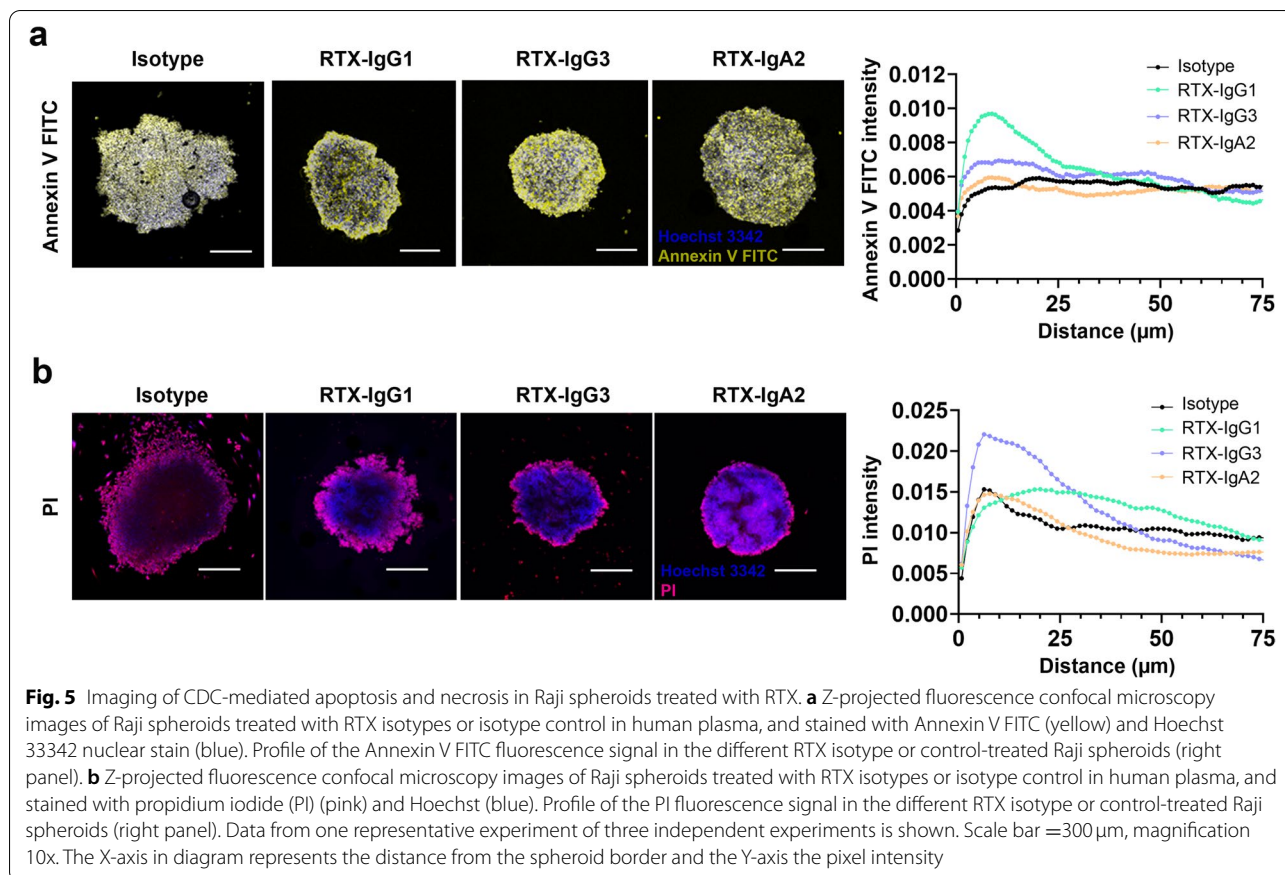 a
Isotype
RTX-IgG1
RTX-IgG3
RTX-IgA2
Annexin V FITC
Hoechst 3342
Annexin V FITC
Annexin V FITC intensity
0.012
0.010
0.008
0.006
0.004
0.002
0.000
0
25
50
75
Distance (µm)
Isotype
RTX-IgG1
RTX-IgG3
RTX-IgA2
b
Isotype
RTX-IgG1
RTX-IgG3
RTX-IgA2
PI
Hoechst 3342
PI
PI intensity
0.025
0.020
0.015
0.010
0.005
0.000
0
25
50
75
Distance (µm)
Isotype
RTX-IgG1
RTX-IgG3
RTX-IgA2
Fig. 5 Imaging of CDC-mediated apoptosis and necrosis in Raji spheroids treated with RTX. a Z-projected fluorescence confocal microscopy
images of Raji spheroids treated with RTX isotypes or isotype control in human plasma, and stained with Annexin V FITC (yellow) and Hoechst
33342 nuclear stain (blue). Profile of the Annexin V FITC fluorescence signal in the different RTX isotype or control-treated Raji spheroids (right
panel). b Z-projected fluorescence confocal microscopy images of Raji spheroids treated with RTX isotypes or isotype control in human plasma, and
stained with propidium iodide (PI) (pink) and Hoechst (blue). Profile of the PI fluorescence signal in the different RTX isotype or control-treated Raji
spheroids (right panel). Data from one representative experiment of three independent experiments is shown. Scale bar =300 µm, magnification
10x. The X-axis in diagram represents the distance from the spheroid border and the Y-axis the pixel intensity